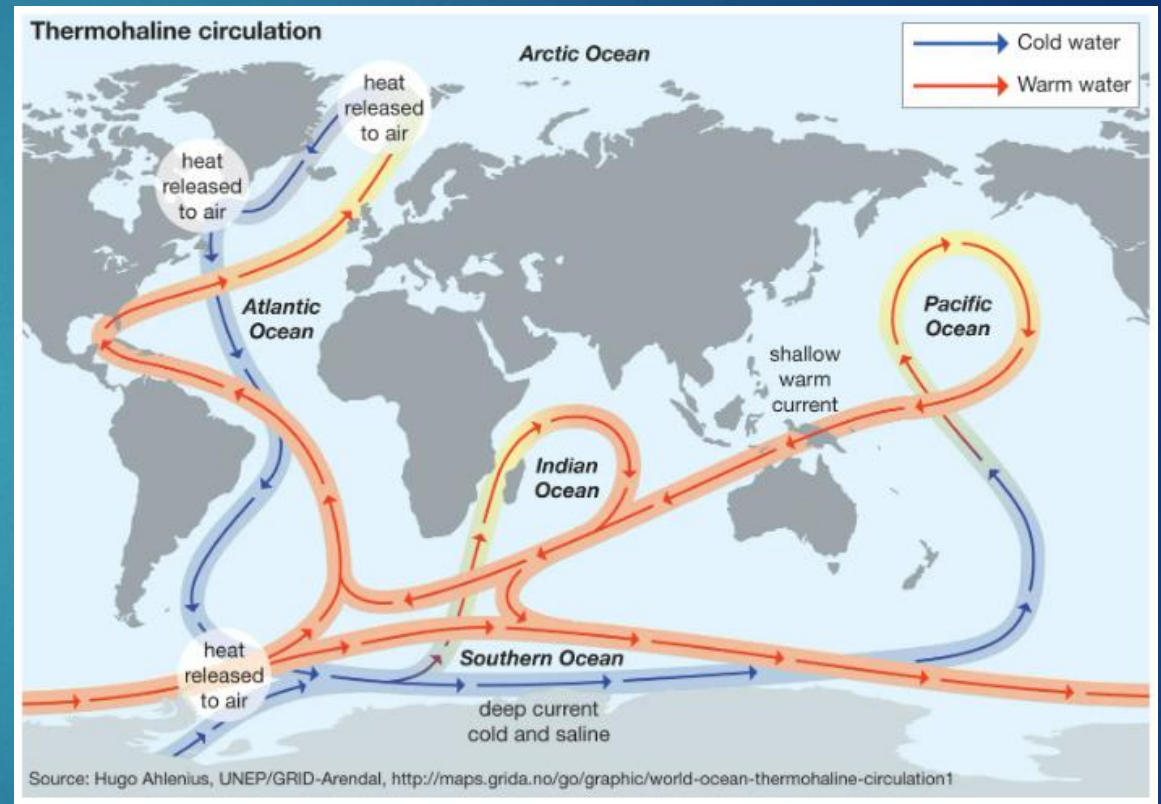 Thermohaline circulation
Arctic Ocean
Cold water
Warm water
heat
released
to air
heat
released
to air
Atlantic
Ocean
Pacific
Ocean
shallow
warm
current
Indian
Ocean
heat
released
to air
Southern Ocean
deep current
cold and saline
Source: Hugo Ahlenius, UNEP/GRID-Arendal, http://maps.grida.no/go/graphic/world-ocean-thermohaline-circulation1